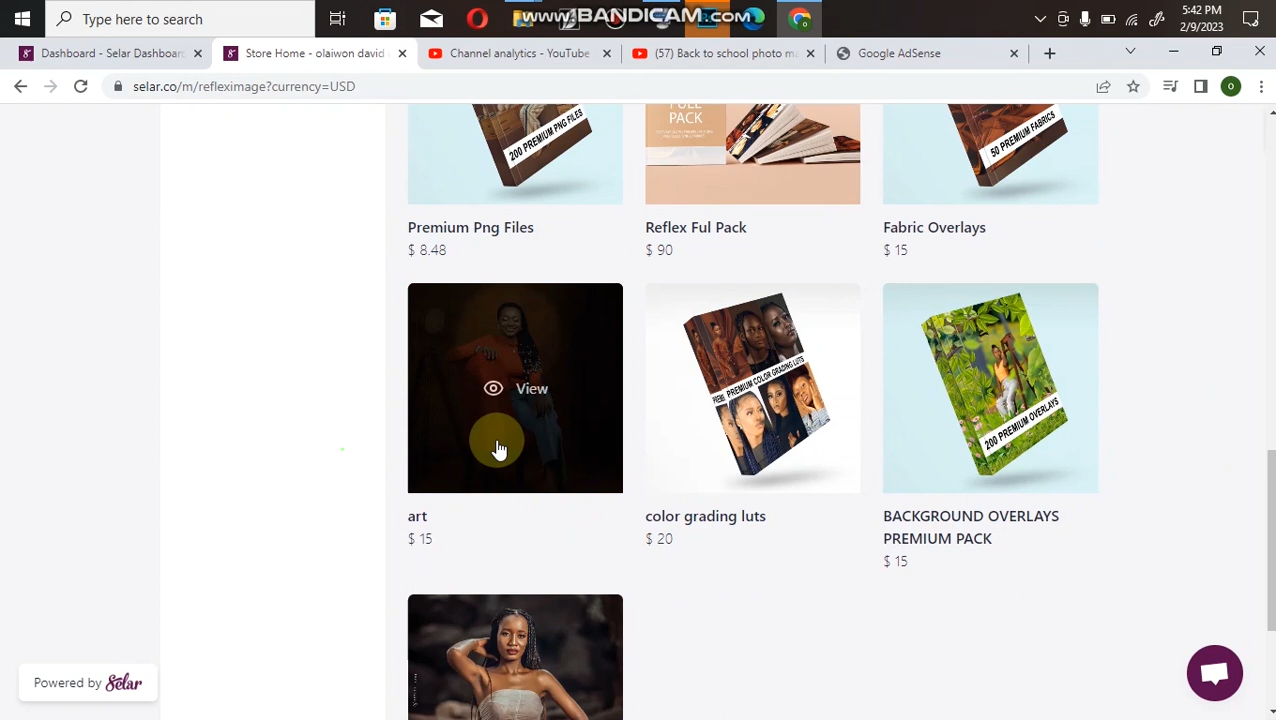 Type here to search
www.BANDICAM.com
5:42 PM
2/9/2023
Dashboard - Selar Dashboard
Store Home - olaiwon david
Channel analytics - YouTube
(57) Back to school photo m
Google AdSense
selar.co/m/refleximage?currency=USD
200 PREMIUM PNG FILES
FULL
PACK
50 PREMIUM FABRICS
Premium Png Files
$ 8.48
Reflex Ful Pack
$ 90
Fabric Overlays
$ 15
View
PREMIUM COLOR GRADING LUTS
200 PREMIUM OVERLAYS
art
$ 15
color grading luts
$ 20
BACKGROUND OVERLAYS
PREMIUM PACK
$ 15
Powered by Selar